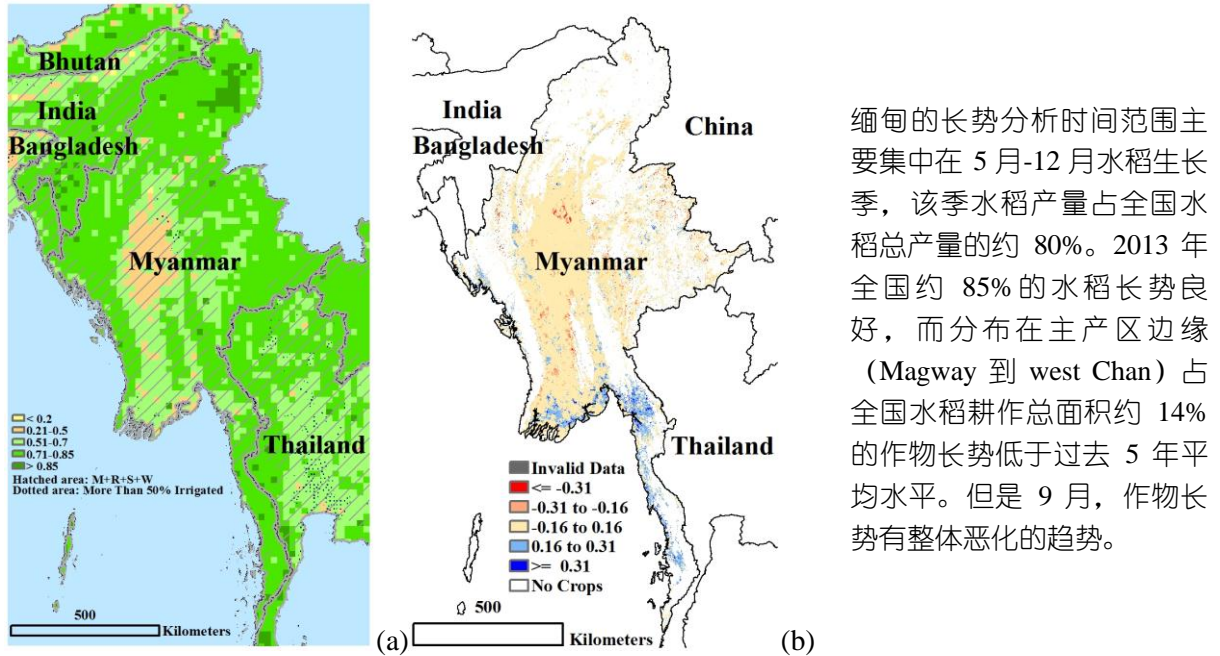 Bhutan
India
Bangladesh
Myanmar
Thailand
< 0.2
0.21-0.5
0.51-0.7
0.71-0.85
> 0.85
Hatched area: M+R+S+W
Dotted area: More Than 50% Irrigated
500
Kilometers
(a)
India
Bangladesh
China
Myanmar
Thailand
Invalid Data
<= -0.31
-0.31 to -0.16
-0.16 to 0.16
0.16 to 0.31
>= 0.31
No Crops
500
Kilometers
(b)
缅甸的长势分析时间范围主
要集中在 5 月-12 月水稻生长
季，该季水稻产量占全国水
稻总产量的约 80%。2013 年
全国约 85%的水稻长势良
好，而分布在主产区边缘
（Magway 到 west Chan）占
全国水稻耕作总面积约 14%
的作物长势低于过去 5 年平
均水平。但是 9 月，作物长
势有整体恶化的趋势。